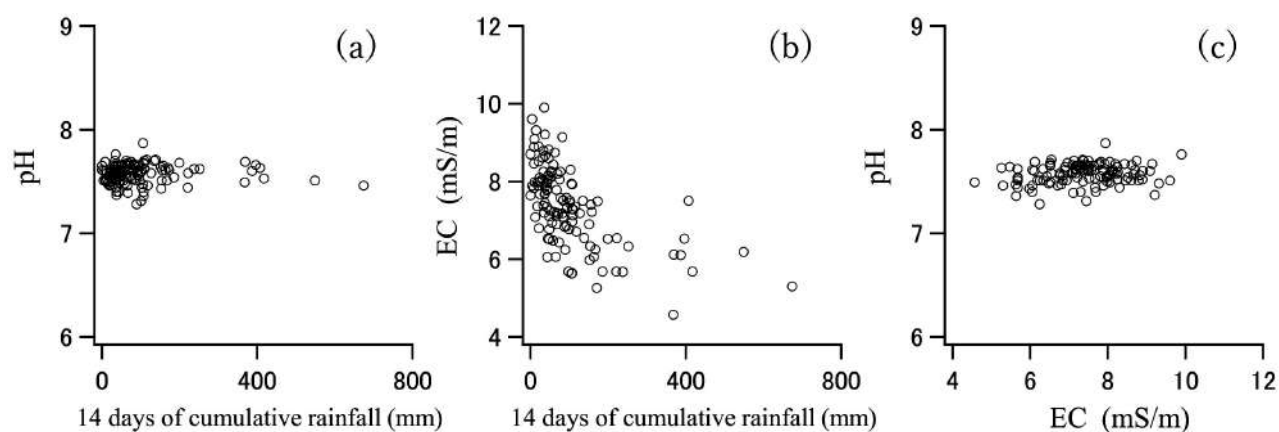 (a)
pH
9
8
7
6
0 400 800
14 days of cumulative rainfall (mm)
(b)
EC (mS/m)
12
10
8
6
4
0 400 800
14 days of cumulative rainfall (mm)
(c)
pH
9
8
7
6
4 6 8 10 12
EC (mS/m)